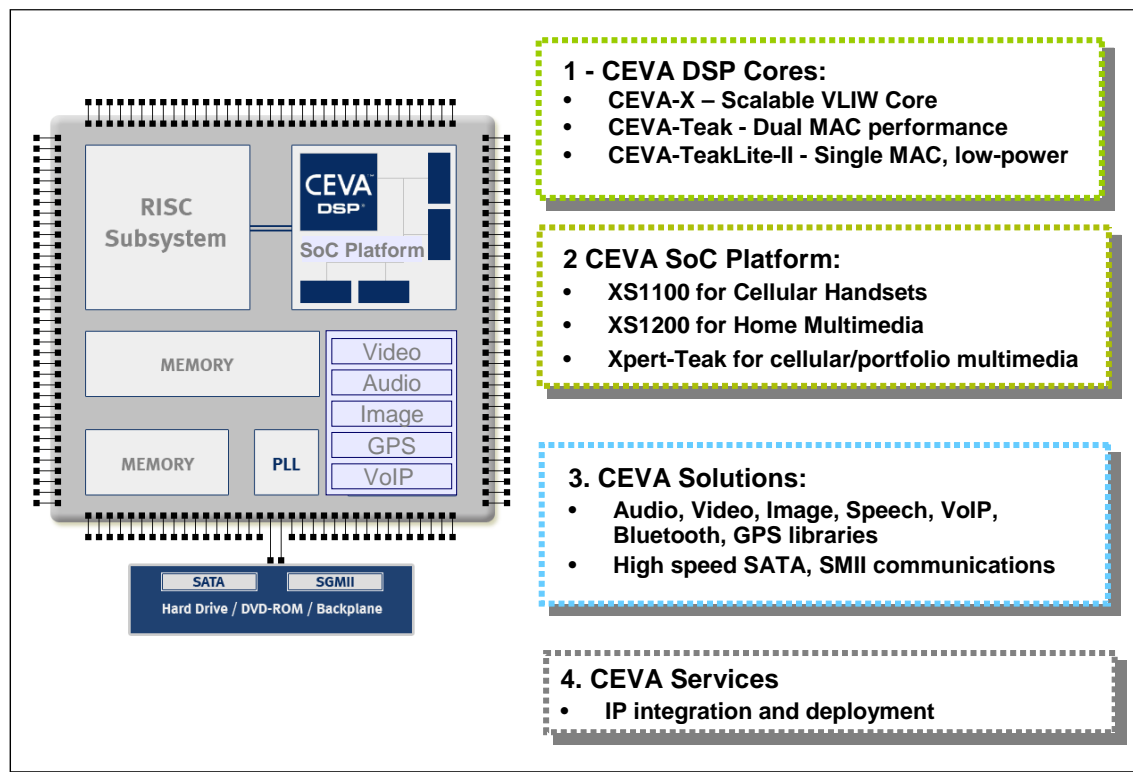 RISC
Subsystem
CEVA™
DSP®
SoC Platform
MEMORY
MEMORY
PLL
Video
Audio
Image
GPS
VoIP
SATA
SGMII
Hard Drive / DVD-ROM / Backplane
1 - CEVA DSP Cores:
• CEVA-X – Scalable VLIW Core
• CEVA-Teak - Dual MAC performance
• CEVA-TeakLite-II - Single MAC, low-power
2 CEVA SoC Platform:
• XS1100 for Cellular Handsets
• XS1200 for Home Multimedia
• Xpert-Teak for cellular/portfolio multimedia
3. CEVA Solutions:
• Audio, Video, Image, Speech, VoIP,
Bluetooth, GPS libraries
• High speed SATA, SMII communications
4. CEVA Services
• IP integration and deployment